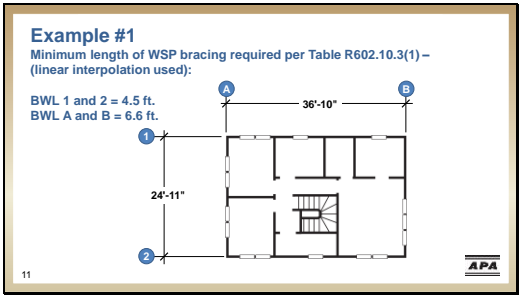 Example #1
Minimum length of WSP bracing required per Table R602.10.3(1) –
(linear interpolation used):
BWL 1 and 2 = 4.5 ft.
BWL A and B = 6.6 ft.
A
B
36'-10"
1
24'-11"
2
11
APA